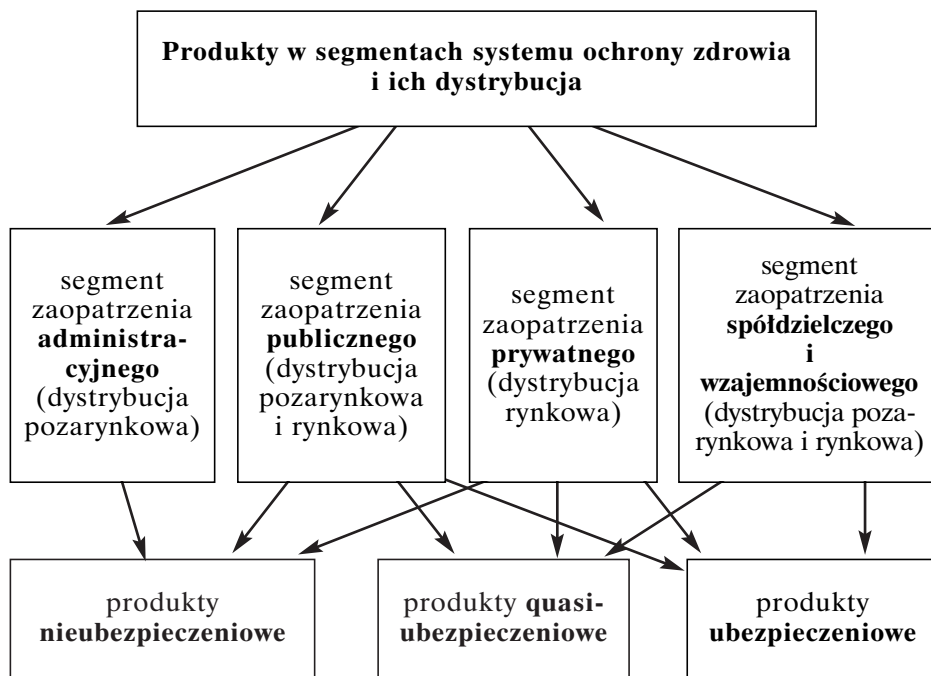 Produkty w segmentach systemu ochrony zdrowia
i ich dystrybucja
segment
zaopatrzenia
administra-
cyjnego
(dystrybucja
pozarynkowa)
segment
zaopatrzenia
publicznego
(dystrybucja
pozarynkowa
i rynkowa)
segment
zaopatrzenia
prywatnego
(dystrybucja
rynkowa)
segment
zaopatrzenia
spółdzielczego
i
wzajemnościowego
(dystrybucja poza-
rynkowa i rynkowa)
produkty
nieubezpieczeniowe
produkty quasi-
ubezpieczeniowe
produkty
ubezpieczeniowe